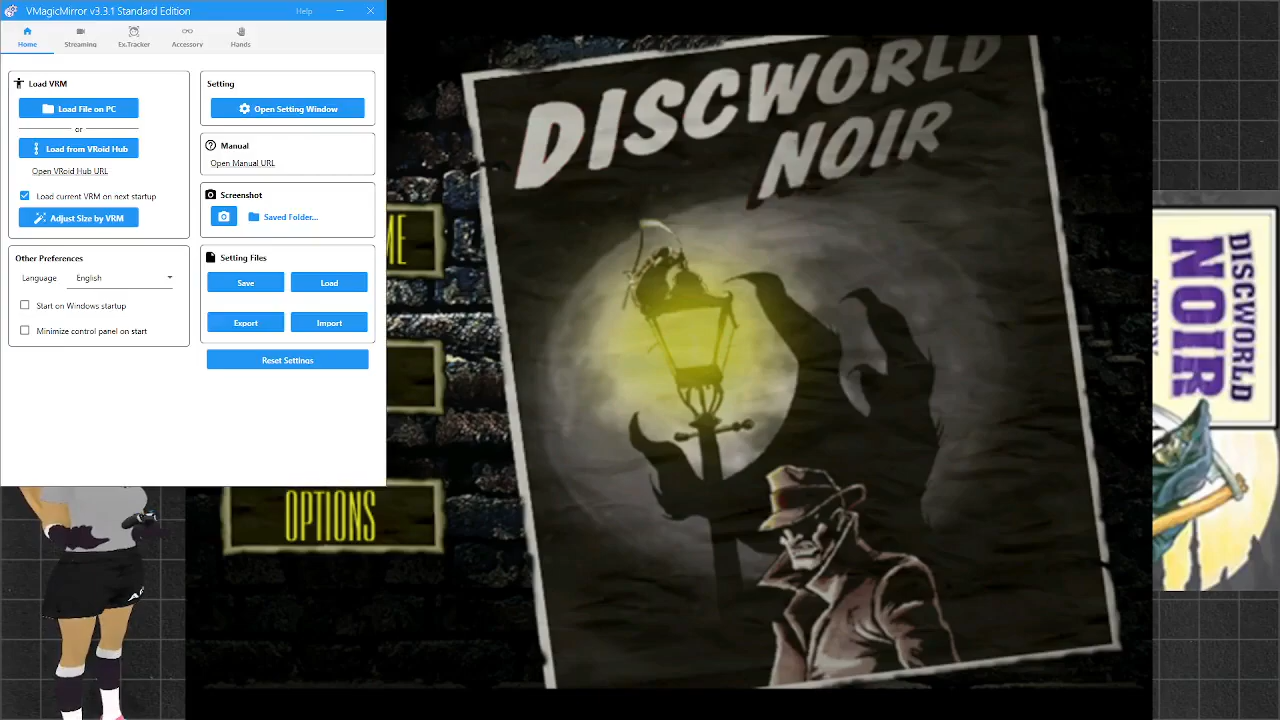 VMagicMirror v3.3.1 Standard Edition
Help
Home
Streaming
Ex.Tracker
Accessory
Hands
Load VRM
Load File on PC
or
Load from VRoid Hub
Open VRoid Hub URL
Load current VRM on next startup
Adjust Size by VRM
Other Preferences
Language
English
Start on Windows startup
Minimize control panel on start
Setting
Open Setting Window
Manual
Open Manual URL
Screenshot
Saved Folder...
Setting Files
Save
Load
Export
Import
Reset Settings
ME
OPTIONS
DISCWORLD
NOIR
DISCWORLD
NOIR